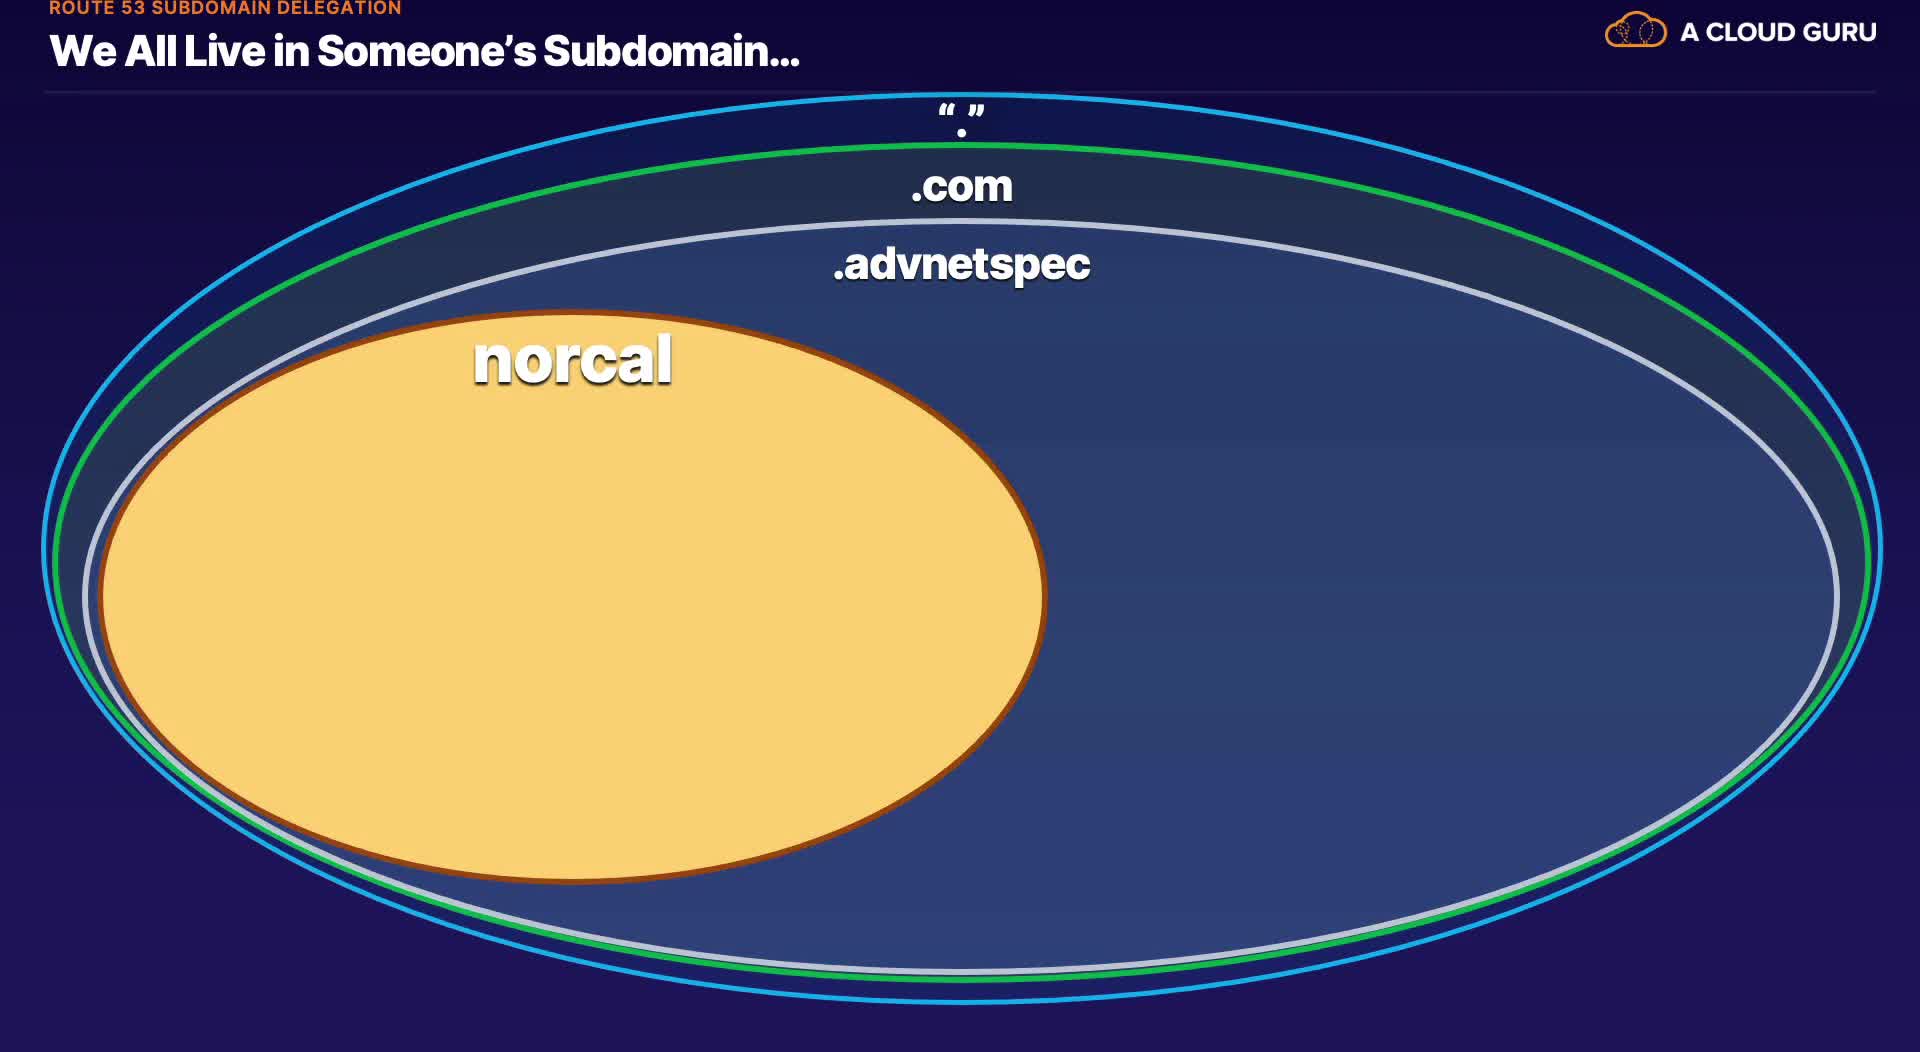 ROUTE 53 SUBDOMAIN DELEGATION
We All Live in Someone’s Subdomain...
A CLOUD GURU
“.”
.com
.advnetspec
norcal